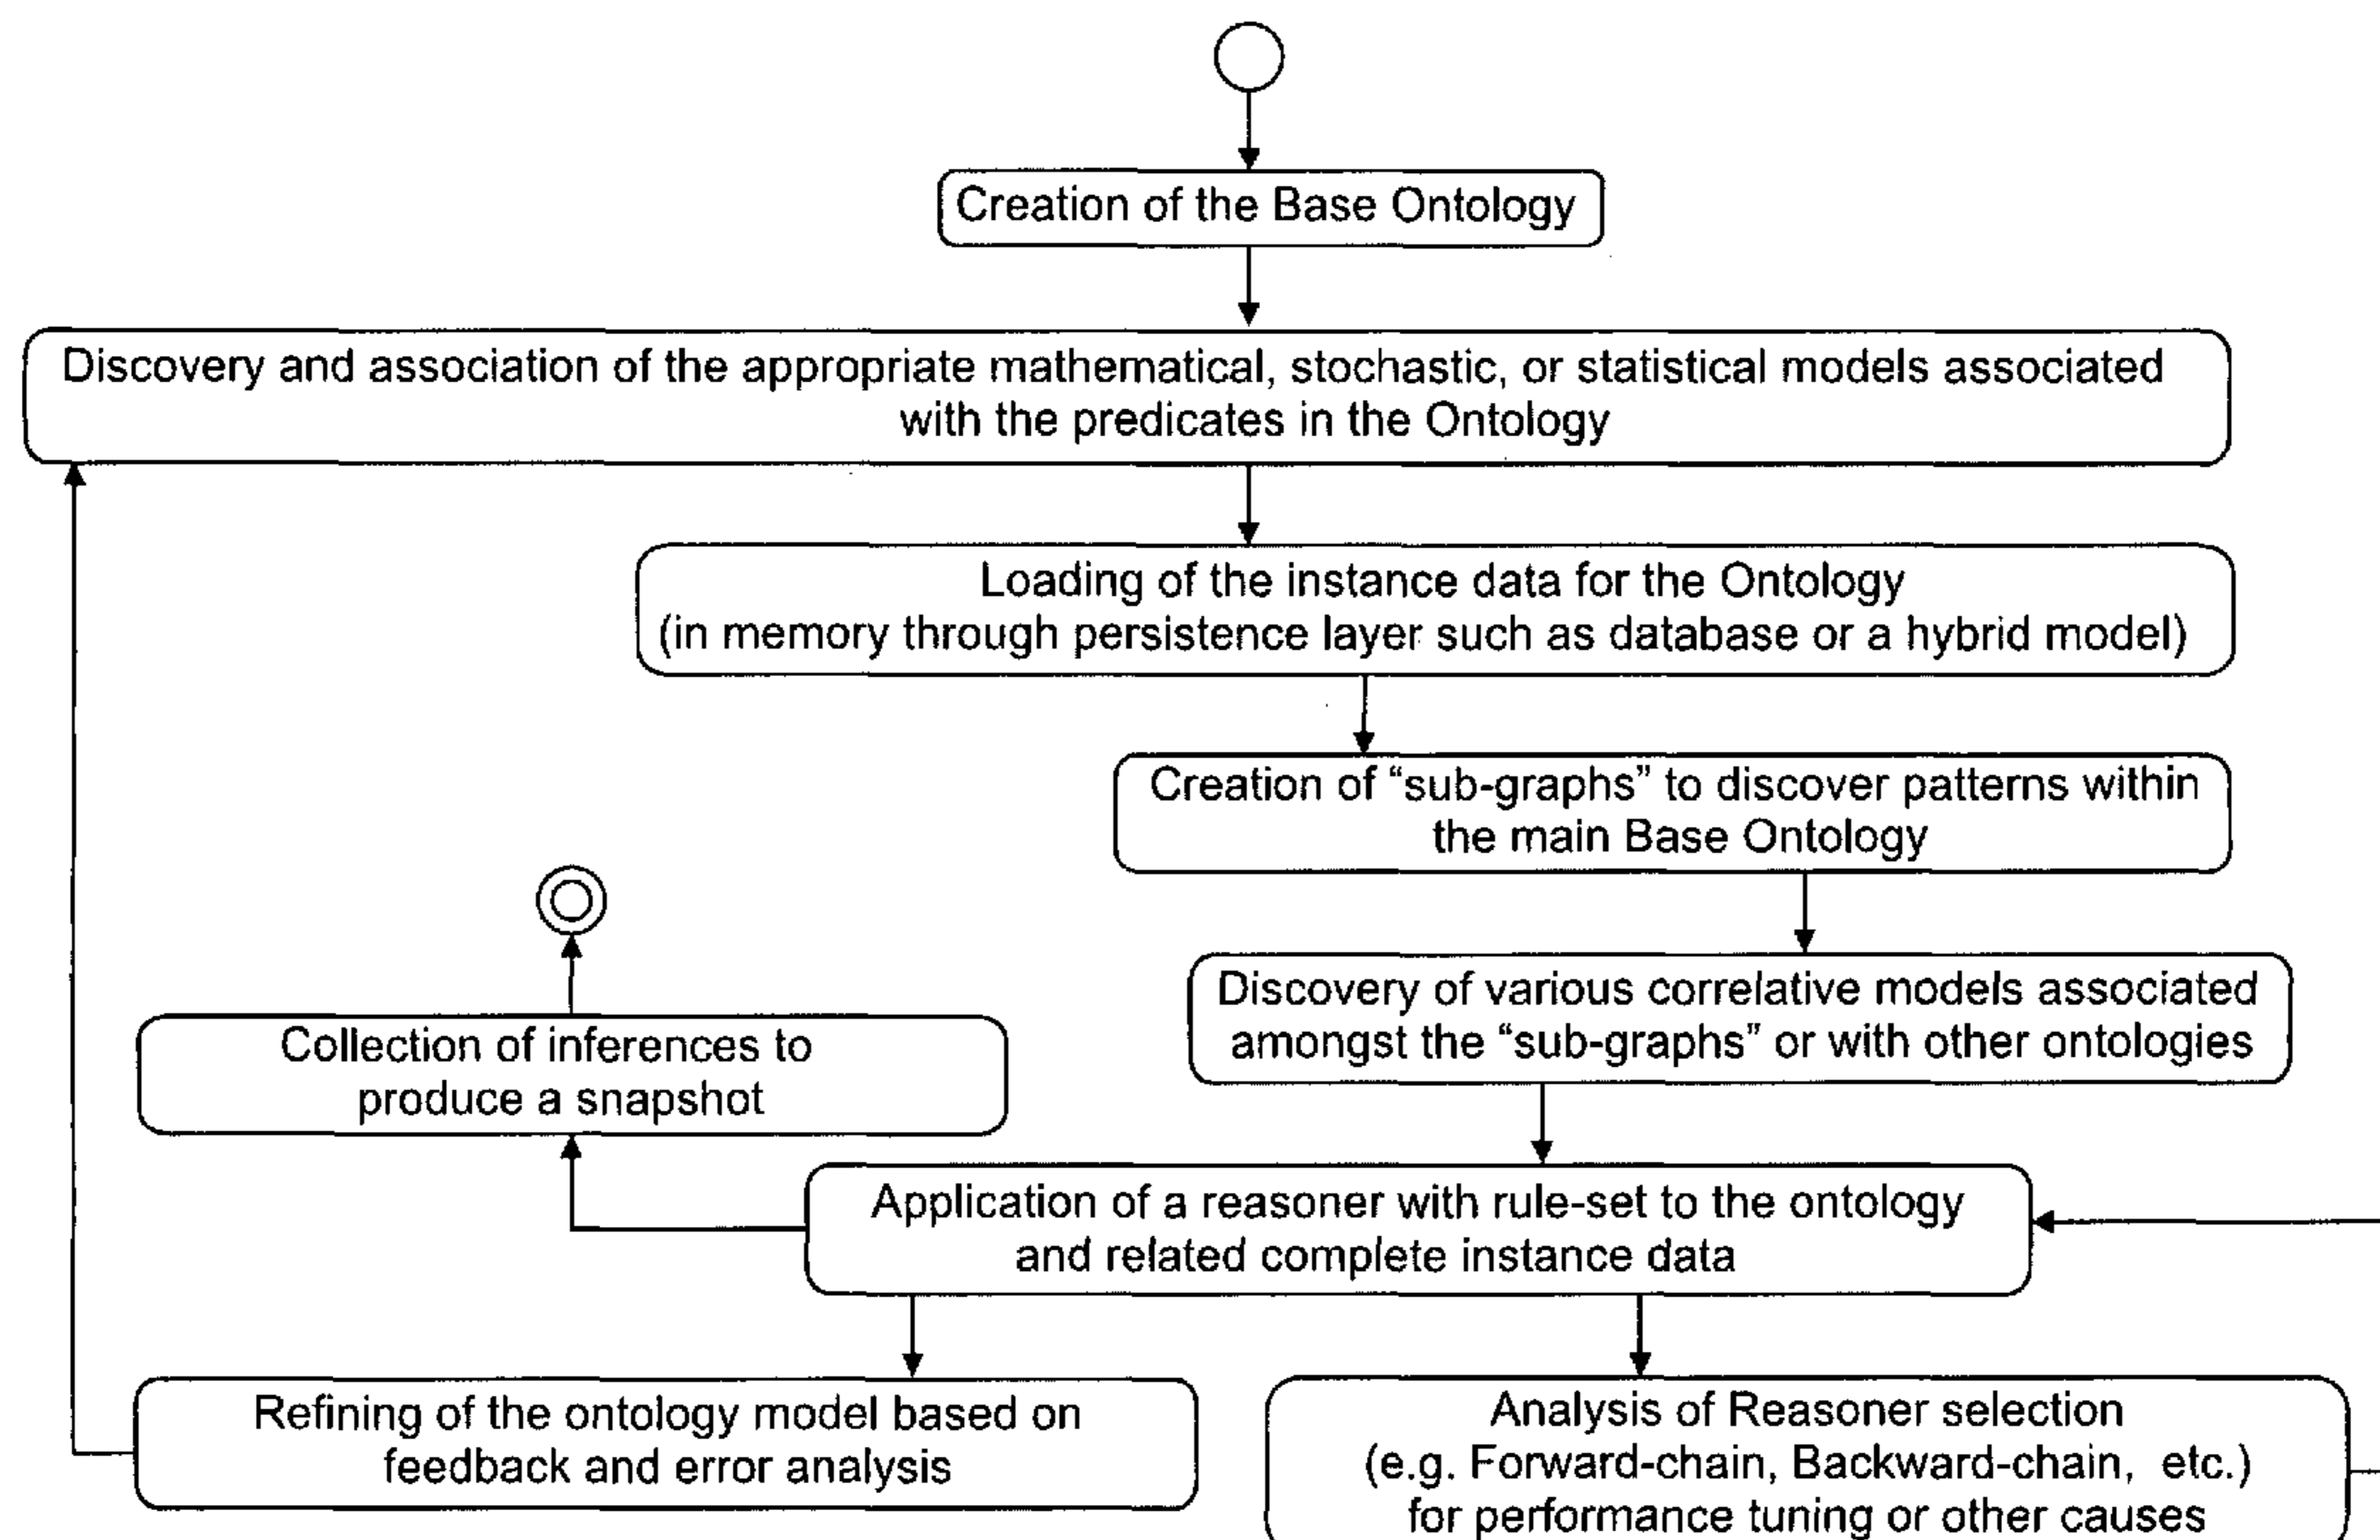 Creation of the Base Ontology
Discovery and association of the appropriate mathematical, stochastic, or statistical models associated
with the predicates in the Ontology
Loading of the instance data for the Ontology
(in memory through persistence layer such as database or a hybrid model)
Creation of “sub-graphs” to discover patterns within
the main Base Ontology
Discovery of various correlative models associated
amongst the “sub-graphs” or with other ontologies
Collection of inferences to
produce a snapshot
Application of a reasoner with rule-set to the ontology
and related complete instance data
Refining of the ontology model based on
feedback and error analysis
Analysis of Reasoner selection
(e.g. Forward-chain, Backward-chain, etc.)
for performance tuning or other causes